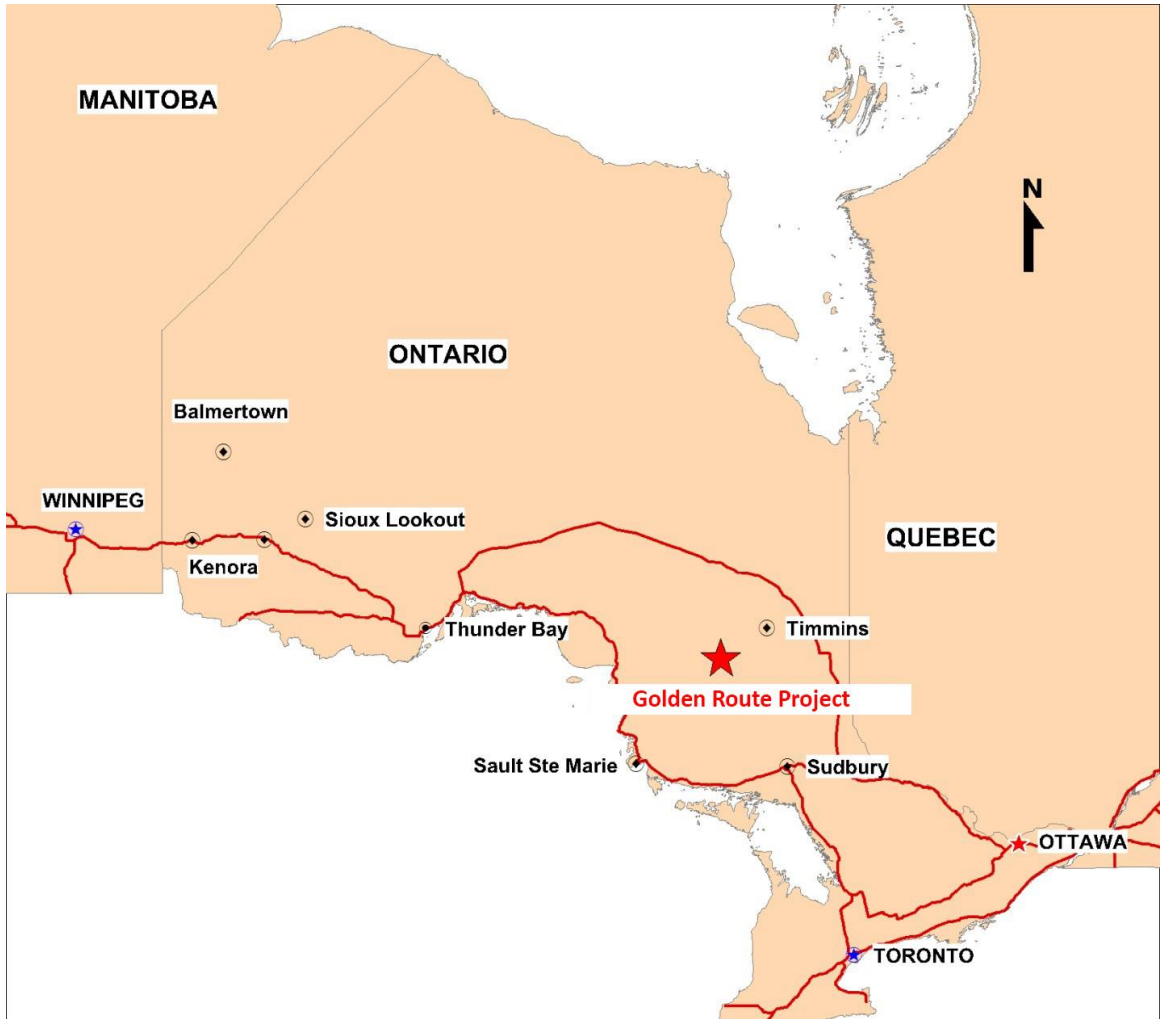 MANITOBA
N
ONTARIO
Balmertown
WINNIPEG
Sioux Lookout
QUEBEC
Kenora
Thunder Bay
Timmins
Golden Route Project
Sault Ste Marie
Sudbury
OTTAWA
TORONTO